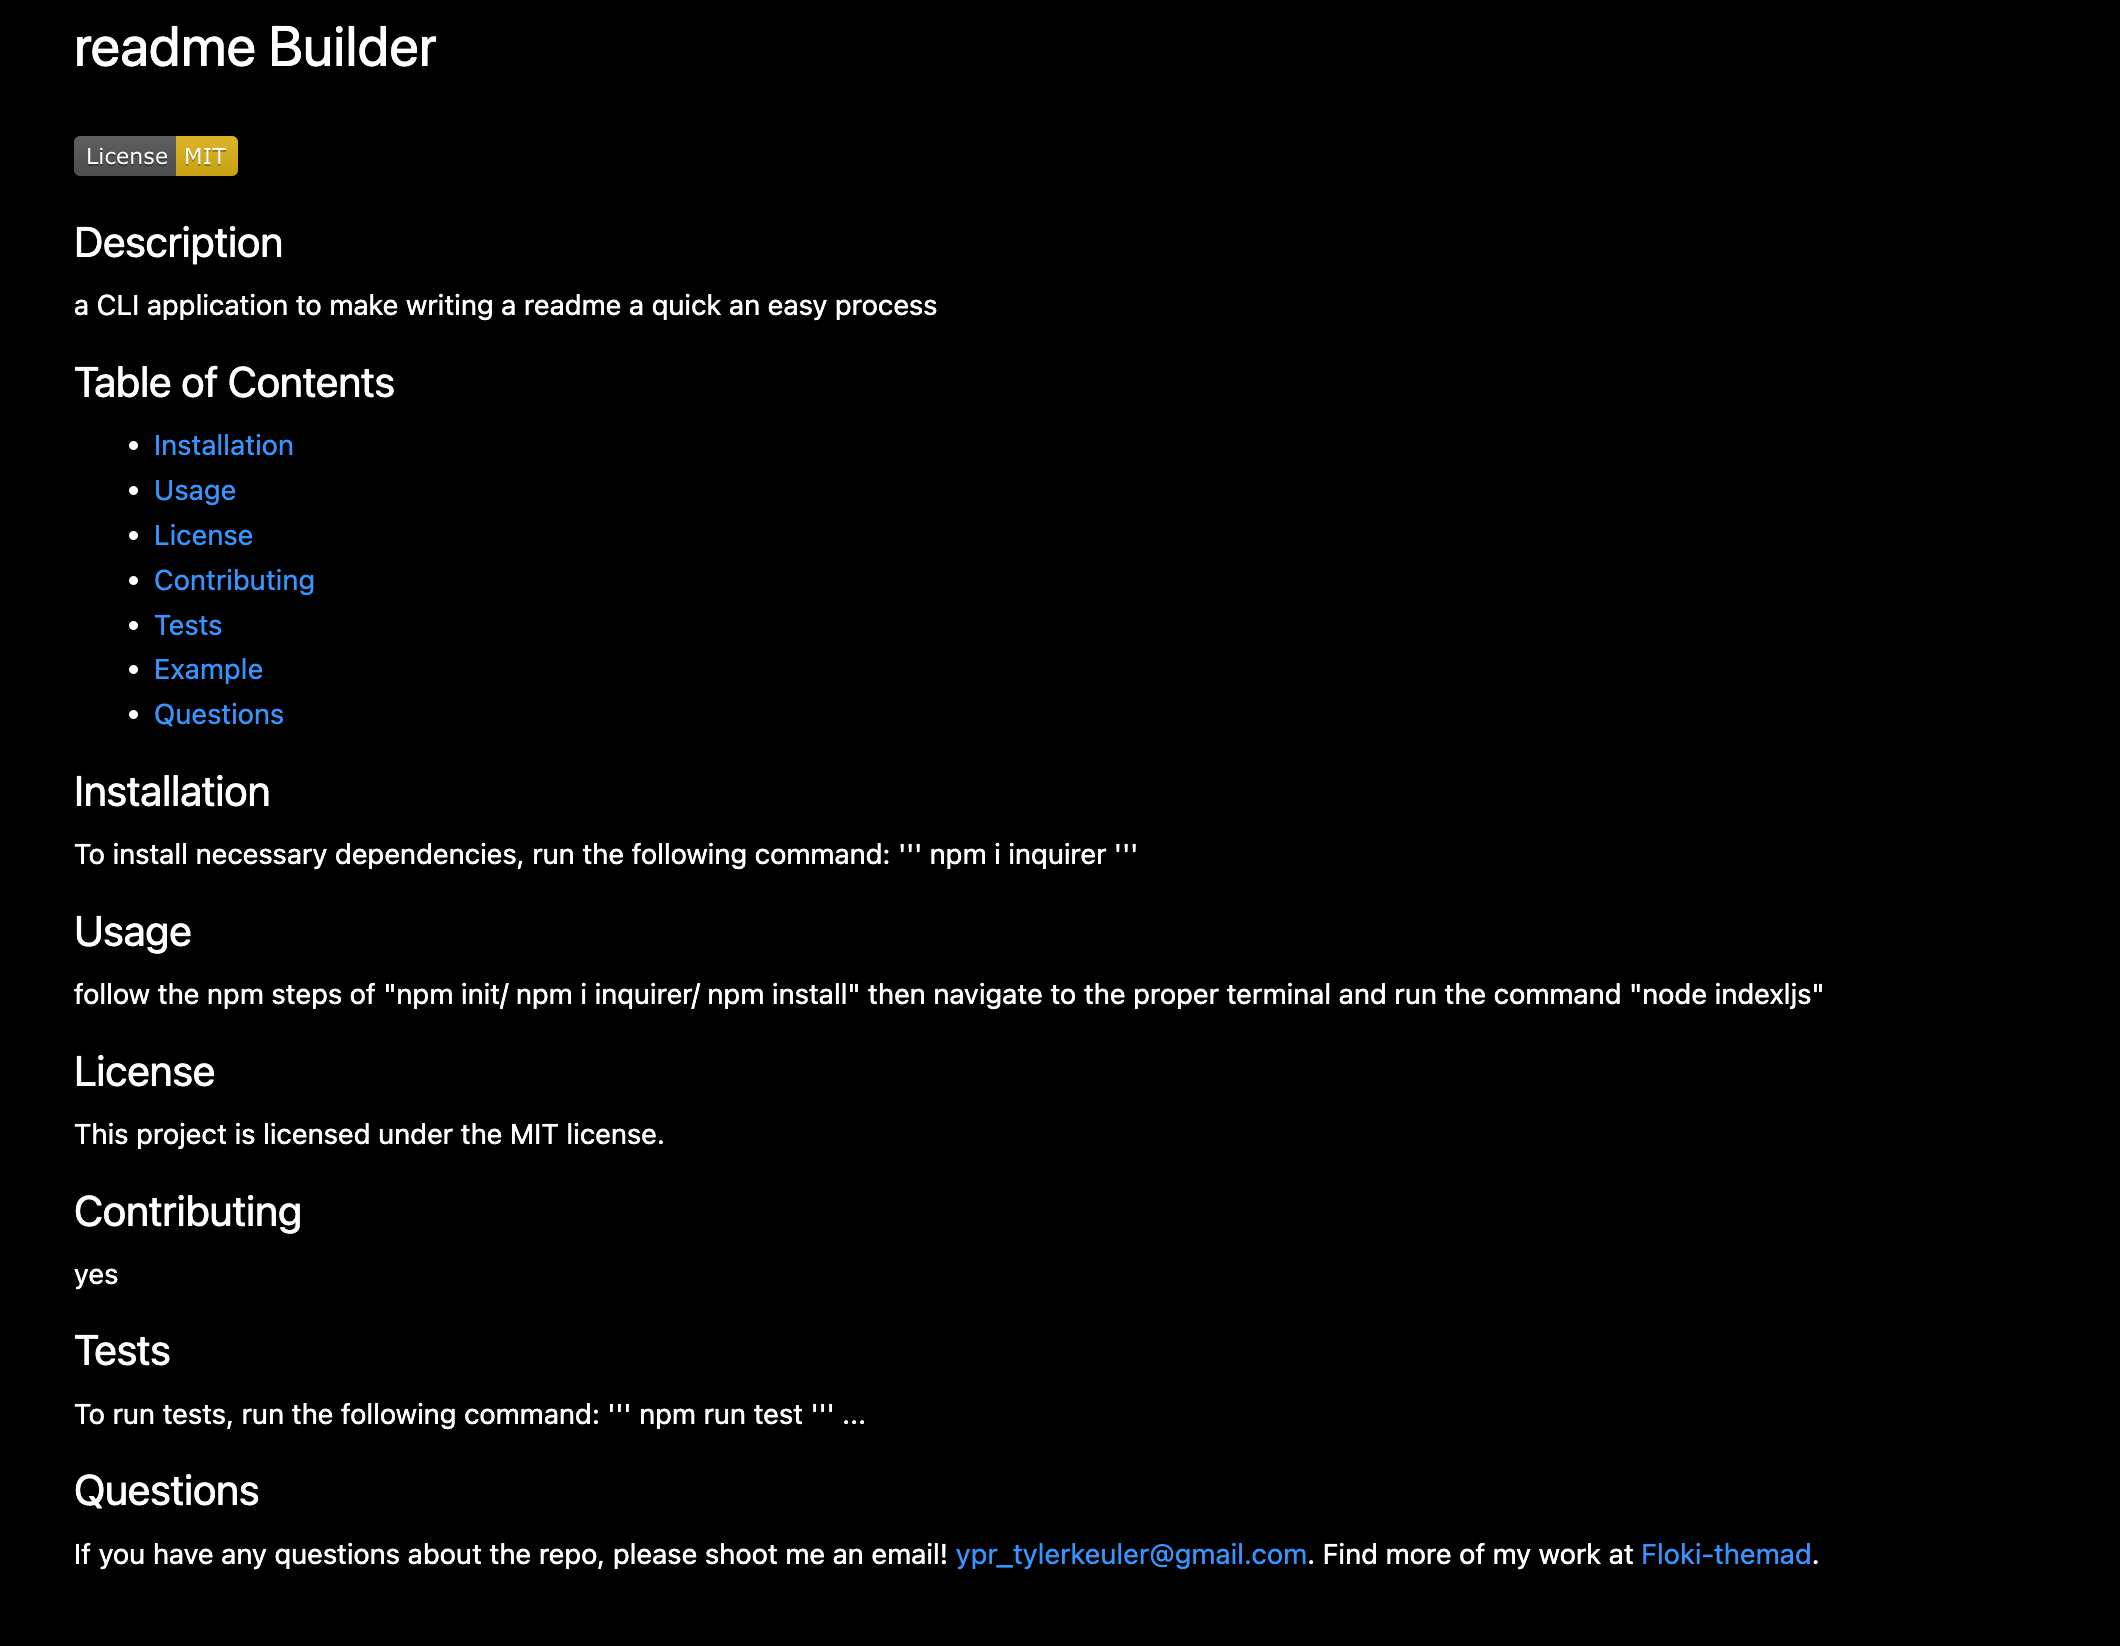 readme Builder
License MIT
Description
a CLI application to make writing a readme a quick an easy process
Table of Contents
• Installation
• Usage
• License
• Contributing
• Tests
• Example
• Questions
Installation
To install necessary dependencies, run the following command: ''' npm i inquirer '''
Usage
follow the npm steps of "npm init/ npm i inquirer/ npm install" then navigate to the proper terminal and run the command "node indexljs"
License
This project is licensed under the MIT license.
Contributing
yes
Tests
To run tests, run the following command: ''' npm run test ''' ...
Questions
If you have any questions about the repo, please shoot me an email! ypr_tylerkeuler@gmail.com. Find more of my work at Floki-themad.